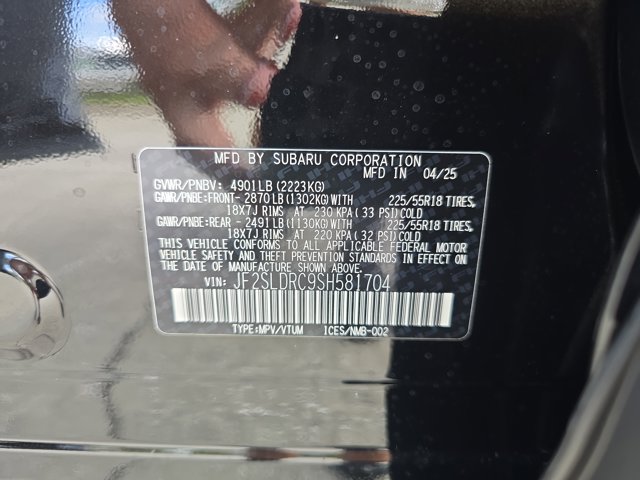 MFD BY SUBARU CORPORATION
MFD IN 04/25
GVWR/PNBV: 4901LB (2223KG)
GAWR/PNBE:FRONT- 2870LB (1302KG)WITH 225/55R18 TIRES,
18X7J RIMS AT 230 KPA (33 PSI)COLD
GAWR/PNBE:REAR - 2491LB (1130KG)WITH 225/55R18 TIRES,
18X7J RIMS AT 220 KPA (32 PSI)COLD
THIS VEHICLE CONFORMS TO ALL APPLICABLE FEDERAL MOTOR
VEHICLE SAFETY AND THEFT PREVENTION STANDARDS IN EFFECT ON
THE DATE OF MANUFACTURE SHOWN ABOVE.
VIN: JF2SLDRC9SH581704
TYPE:MPV/VTUM ICES/NMB-002